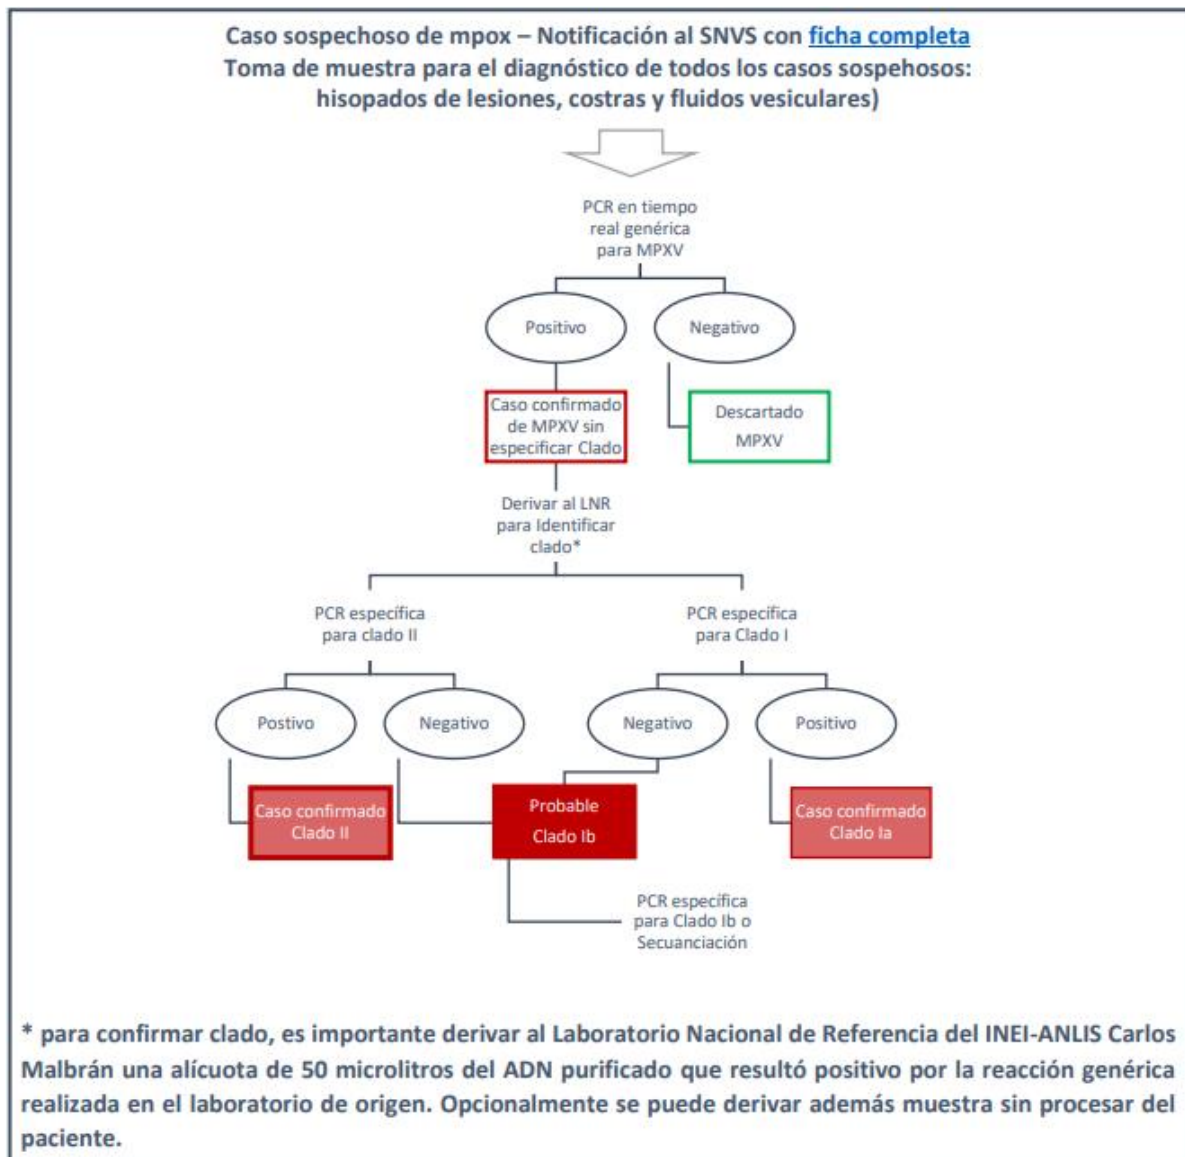 Caso sospechoso de mpox – Notificación al SNVS con ficha completa
Toma de muestra para el diagnóstico de todos los casos sospehosos:
hisopados de lesiones, costras y fluidos vesiculares)
PCR en tiempo
real genérica
para MPXV
Positivo
Negativo
Caso confirmado
de MPXV sin
especificar Clado
Descartado
MPXV
Derivar al LNR
para Identificar
clado*
PCR específica
para clado II
PCR específica
para Clado I
Postivo
Negativo
Negativo
Positivo
Caso confirmado
Clado II
Probable
Clado Ib
Caso confirmado
Clado Ia
PCR específica
para Clado Ib o
Secuanciación
* para confirmar clado, es importante derivar al Laboratorio Nacional de Referencia del INEI-ANLIS Carlos
Malbrán una alícuota de 50 microlitros del ADN purificado que resultó positivo por la reacción genérica
realizada en el laboratorio de origen. Opcionalmente se puede derivar además muestra sin procesar del
paciente.